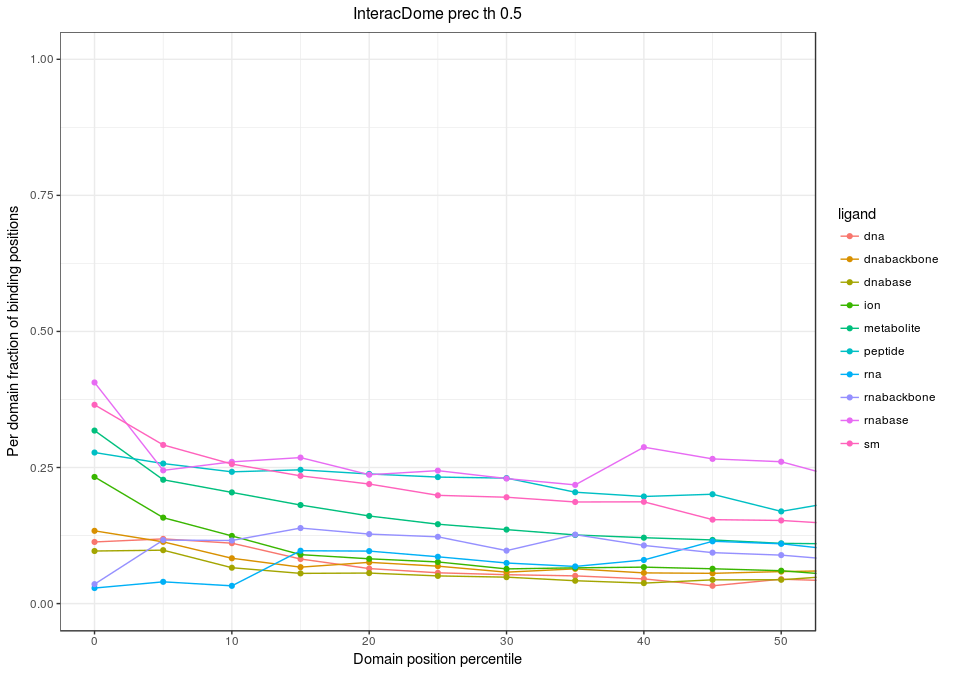 InteracDome prec th 0.5
Per domain fraction of binding positions
1.00
0.75
0.50
0.25
0.00
0 10 20 30 40 50
Domain position percentile
ligand
dna
dnabackbone
dnabase
ion
metabolite
peptide
rna
rnabackbone
rnabase
sm